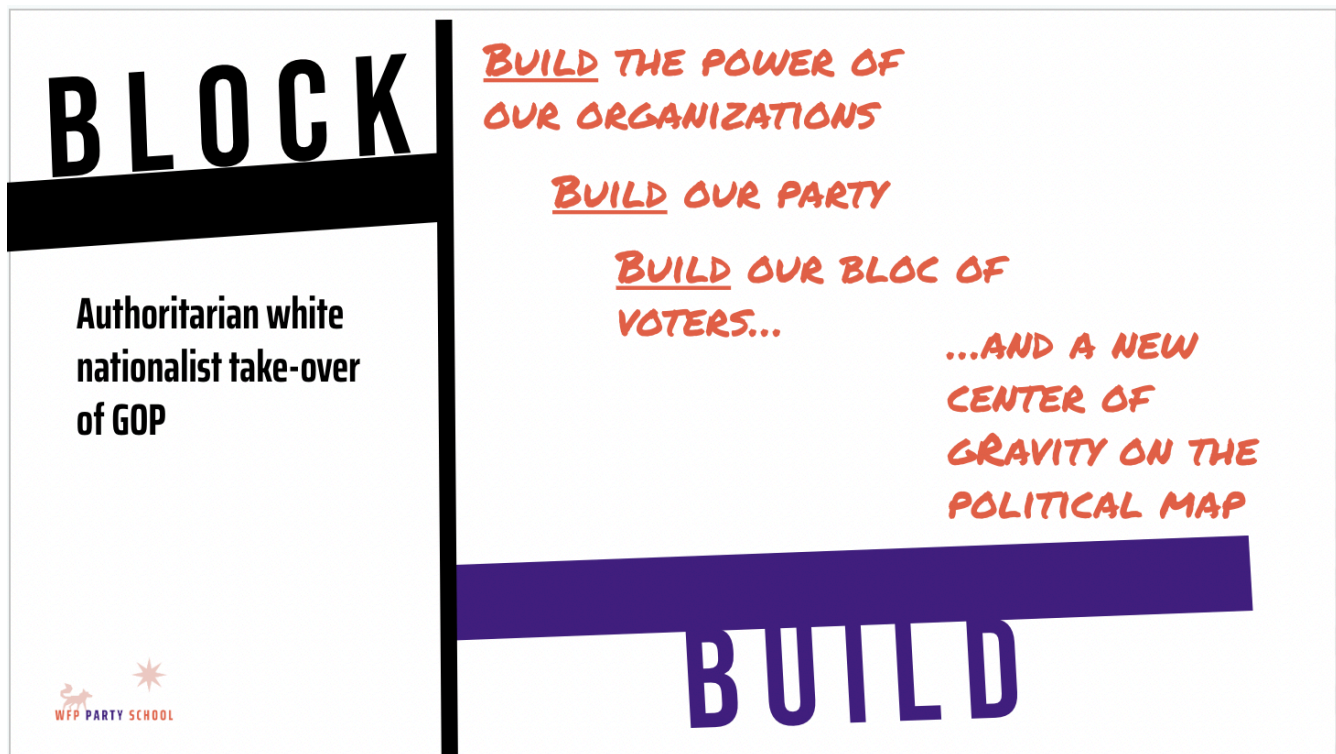 BLOCK
Authoritarian white
nationalist take-over
of GOP
BUILD THE POWER OF
OUR ORGANIZATIONS
BUILD OUR PARTY
BUILD OUR BLOC OF
VOTERS...
...AND A NEW
CENTER OF
GRAVITY ON THE
POLITICAL MAP
BUILD
WFP PARTY SCHOOL